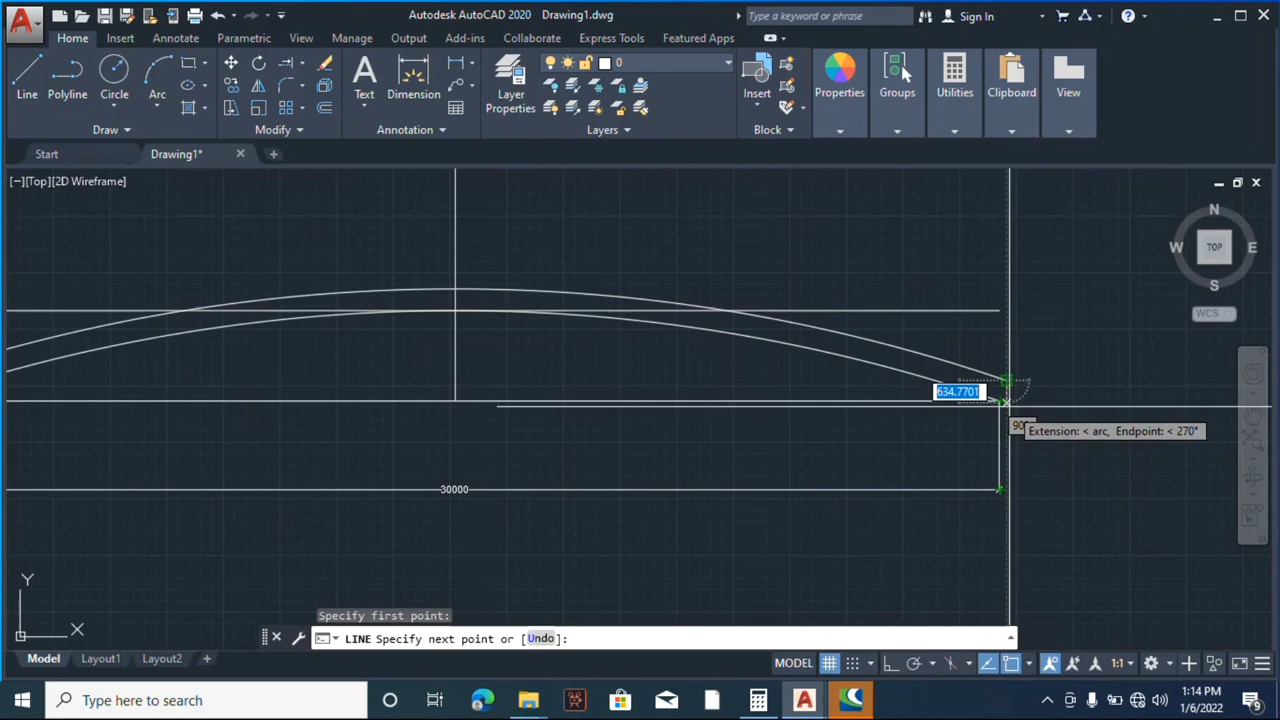 A Autodesk AutoCAD 2020 Drawing1.dwg Type a keyword or phrase Sign In
Home Insert Annotate Parametric View Manage Output Add-ins Collaborate Express Tools Featured Apps
0
Line Polyline Circle Arc Text Dimension Layer Properties Insert Properties Groups Utilities Clipboard View
Draw Modify Annotation Layers Block
Start Drawing1*
[−][Top][2D Wireframe]
N
W TOP E
S
WCS
634.7701
90°
Extension: < arc, Endpoint: < 270°
30000
Y
X
Specify first point:
LINE Specify next point or [Undo]:
Model Layout1 Layout2 + MODEL 1:1
Type here to search
1:14 PM
1/6/2022
9